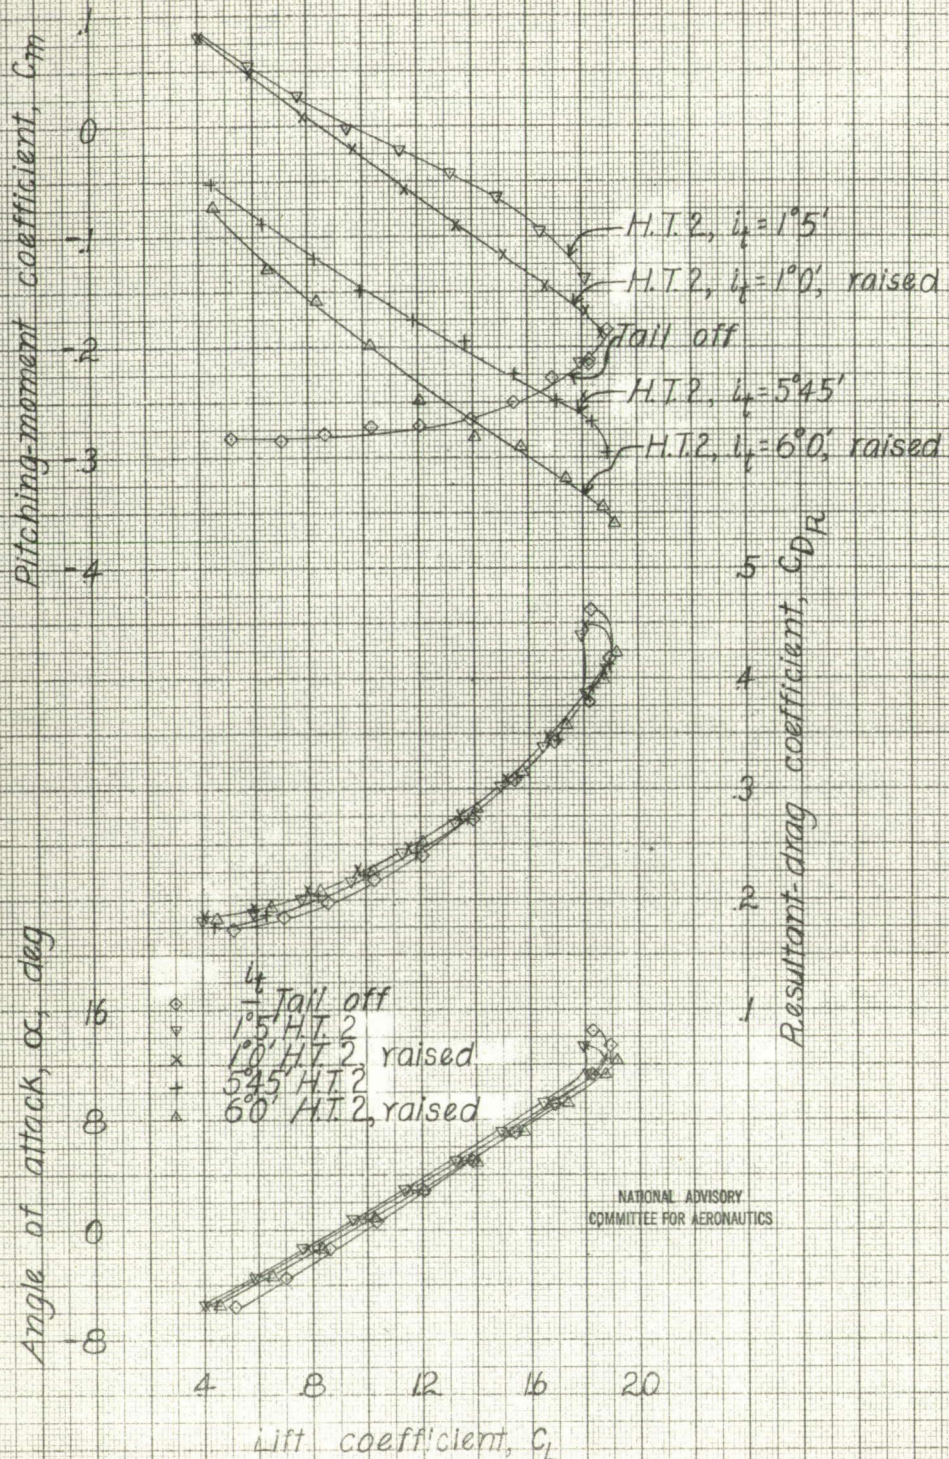 Pitching-moment coefficient, Cm
.1
0
-.1
-.2
-.3
-.4
H.T. 2, it = 1°5'
H.T. 2, it = 1°0', raised
Tail off
H.T. 2, it = 5°45'
H.T. 2, it = 6°0', raised
Resultant-drag coefficient, CDR
.5
.4
.3
.2
.1
Angle of attack, α, deg
16
8
0
-8
it
Tail off
1°5' H.T. 2
1°0' H.T. 2, raised
5°45' H.T. 2
6°0' H.T. 2, raised
NATIONAL ADVISORY
COMMITTEE FOR AERONAUTICS
.4 .8 1.2 1.6 2.0
Lift coefficient, CL